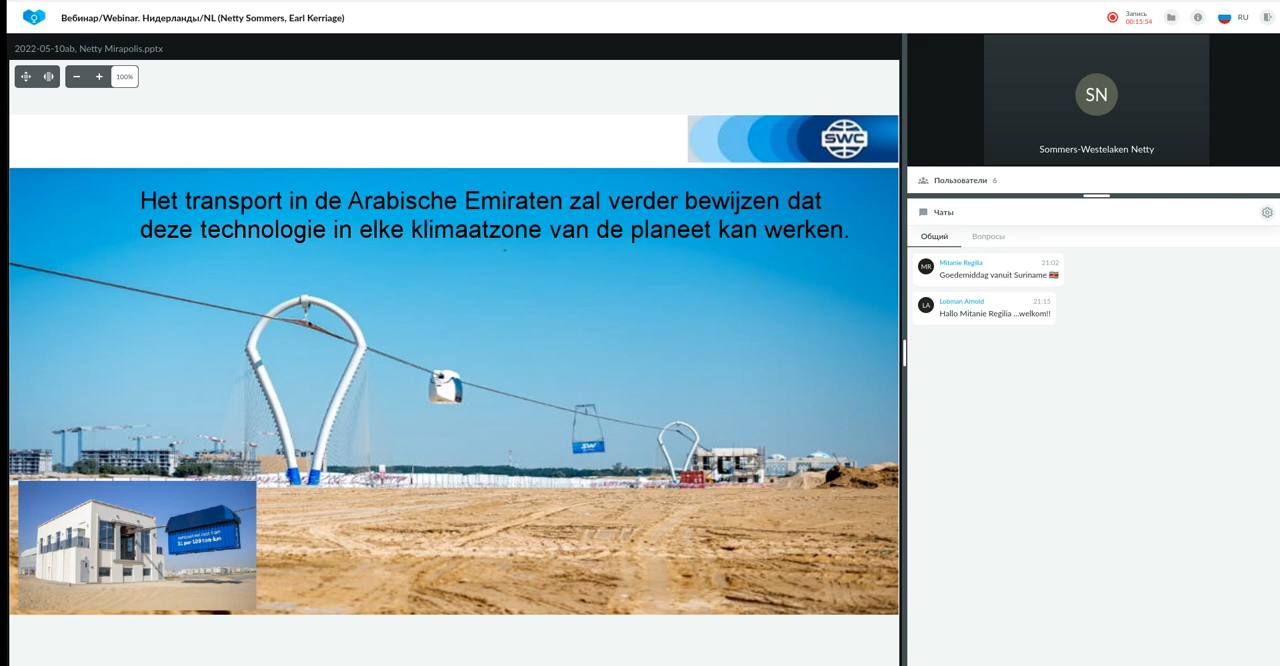 Вебинар/Webinar. Нидерланды/NL (Netty Sommers, Earl Kerriage)
Запись
00:15:54
RU
2022-05-10ab, Netty Mirapolis.pptx
100%
SWC
Het transport in de Arabische Emiraten zal verder bewijzen dat
deze technologie in elke klimaatzone van de planeet kan werken.
SW
SN
Sommers-Westelaken Netty
Пользователи 6
Чаты
Общий
Вопросы
MR
Mitanie Regilia
21:02
Goedemiddag vanuit Suriname 🇸🇷
LA
Lobman Arnold
21:15
Hallo Mitanie Regilia ...welkom!!